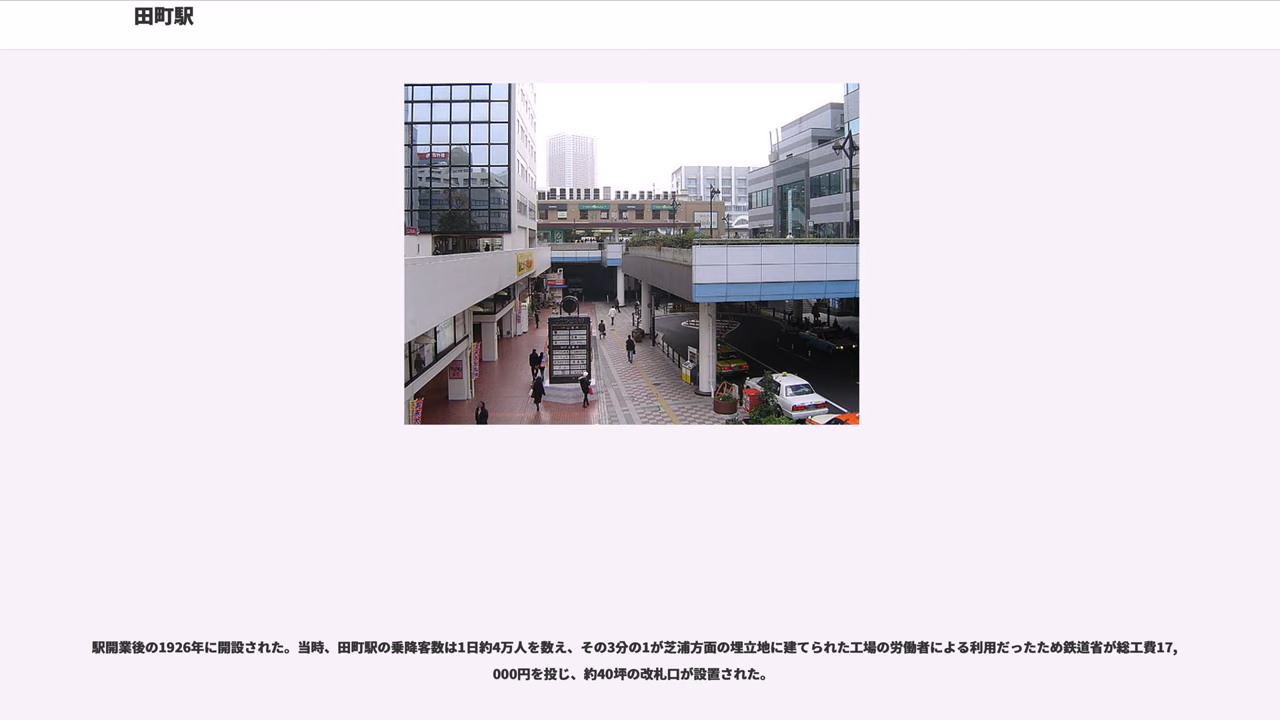 田町駅
駅開業後の1926年に開設された。当時、田町駅の乗降客数は1日約4万人を数え、その3分の1が芝浦方面の埋立地に建てられた工場の労働者による利用だったため鉄道省が総工費17,
000円を投じ、約40坪の改札口が設置された。